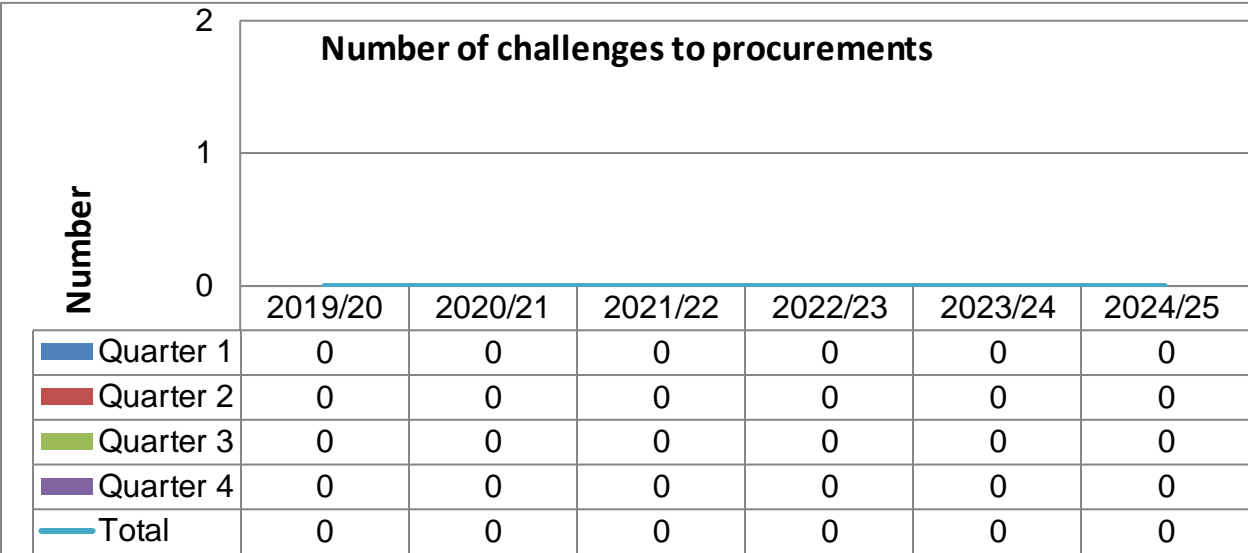 Number of challenges to procurements
2
1
0
Number
2019/20 2020/21 2021/22 2022/23 2023/24 2024/25
Quarter 1 0 0 0 0 0 0
Quarter 2 0 0 0 0 0 0
Quarter 3 0 0 0 0 0 0
Quarter 4 0 0 0 0 0 0
Total 0 0 0 0 0 0